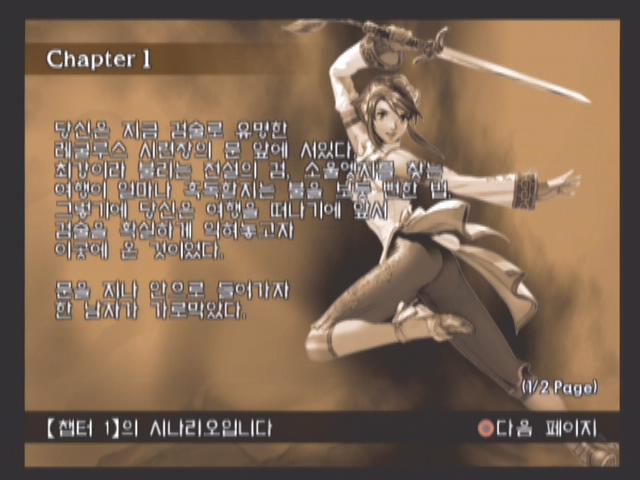 Chapter 1
당신은 지금 검술로 유명한
레굴루스 시련장의 문 앞에 서있다.
최강이라 불리는 전설의 검, 소울엣지를 찾는
여행이 얼마나 혹독할지는 불을 보듯 뻔한 법.
그렇기에 당신은 여행을 떠나기에 앞서
검술을 확실하게 익혀놓고자
이곳에 온 것이었다.
문을 지나 안으로 들어가자
한 남자가 가로막았다.
(1/2 Page)
【챕터 1】의 시나리오입니다
다음 페이지